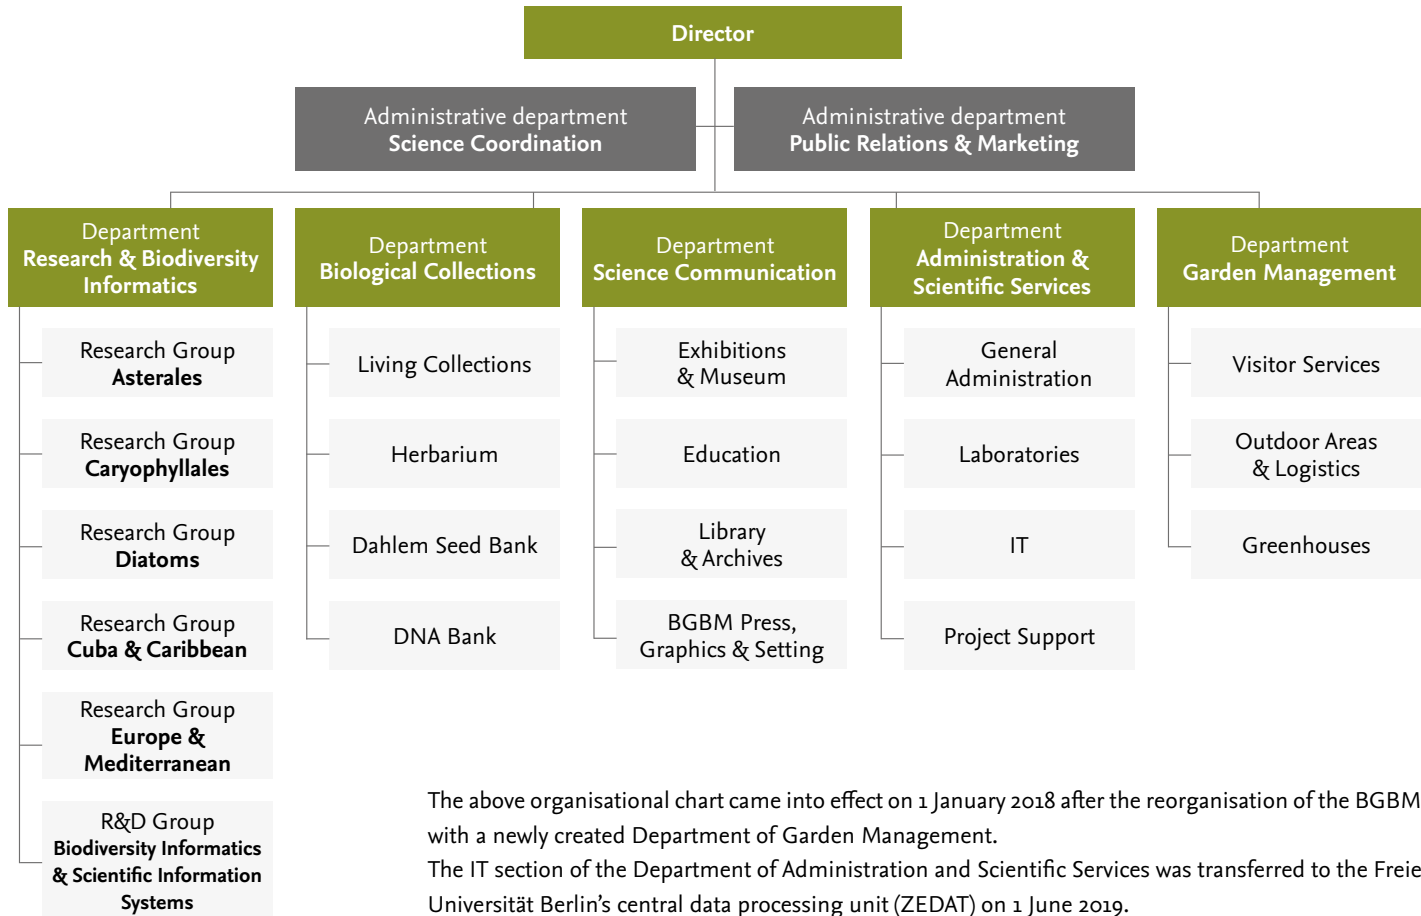 Director
Administrative department
Science Coordination
Administrative department
Public Relations & Marketing
Department
Research & Biodiversity
Informatics
Research Group
Asterales
Research Group
Caryophyllales
Research Group
Diatoms
Research Group
Cuba & Caribbean
Research Group
Europe &
Mediterranean
R&D Group
Biodiversity Informatics
& Scientific Information
Systems
Department
Biological Collections
Living Collections
Herbarium
Dahlem Seed Bank
DNA Bank
Department
Science Communication
Exhibitions
& Museum
Education
Library
& Archives
BGBM Press,
Graphics & Setting
Department
Administration &
Scientific Services
General
Administration
Laboratories
IT
Project Support
Department
Garden Management
Visitor Services
Outdoor Areas
& Logistics
Greenhouses
The above organisational chart came into effect on 1 January 2018 after the reorganisation of the BGBM
with a newly created Department of Garden Management.
The IT section of the Department of Administration and Scientific Services was transferred to the Freie
Universität Berlin's central data processing unit (ZEDAT) on 1 June 2019.